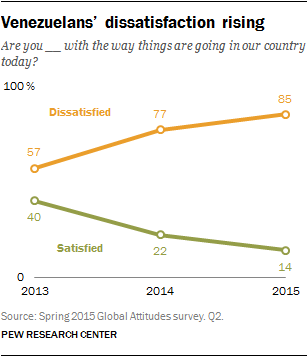 Venezuelans’ dissatisfaction rising
Are you __ with the way things are going in our country
today?
100 %
Dissatisfied
57
77
85
40
22
14
Satisfied
0
2013
2014
2015
Source: Spring 2015 Global Attitudes survey. Q2.
PEW RESEARCH CENTER